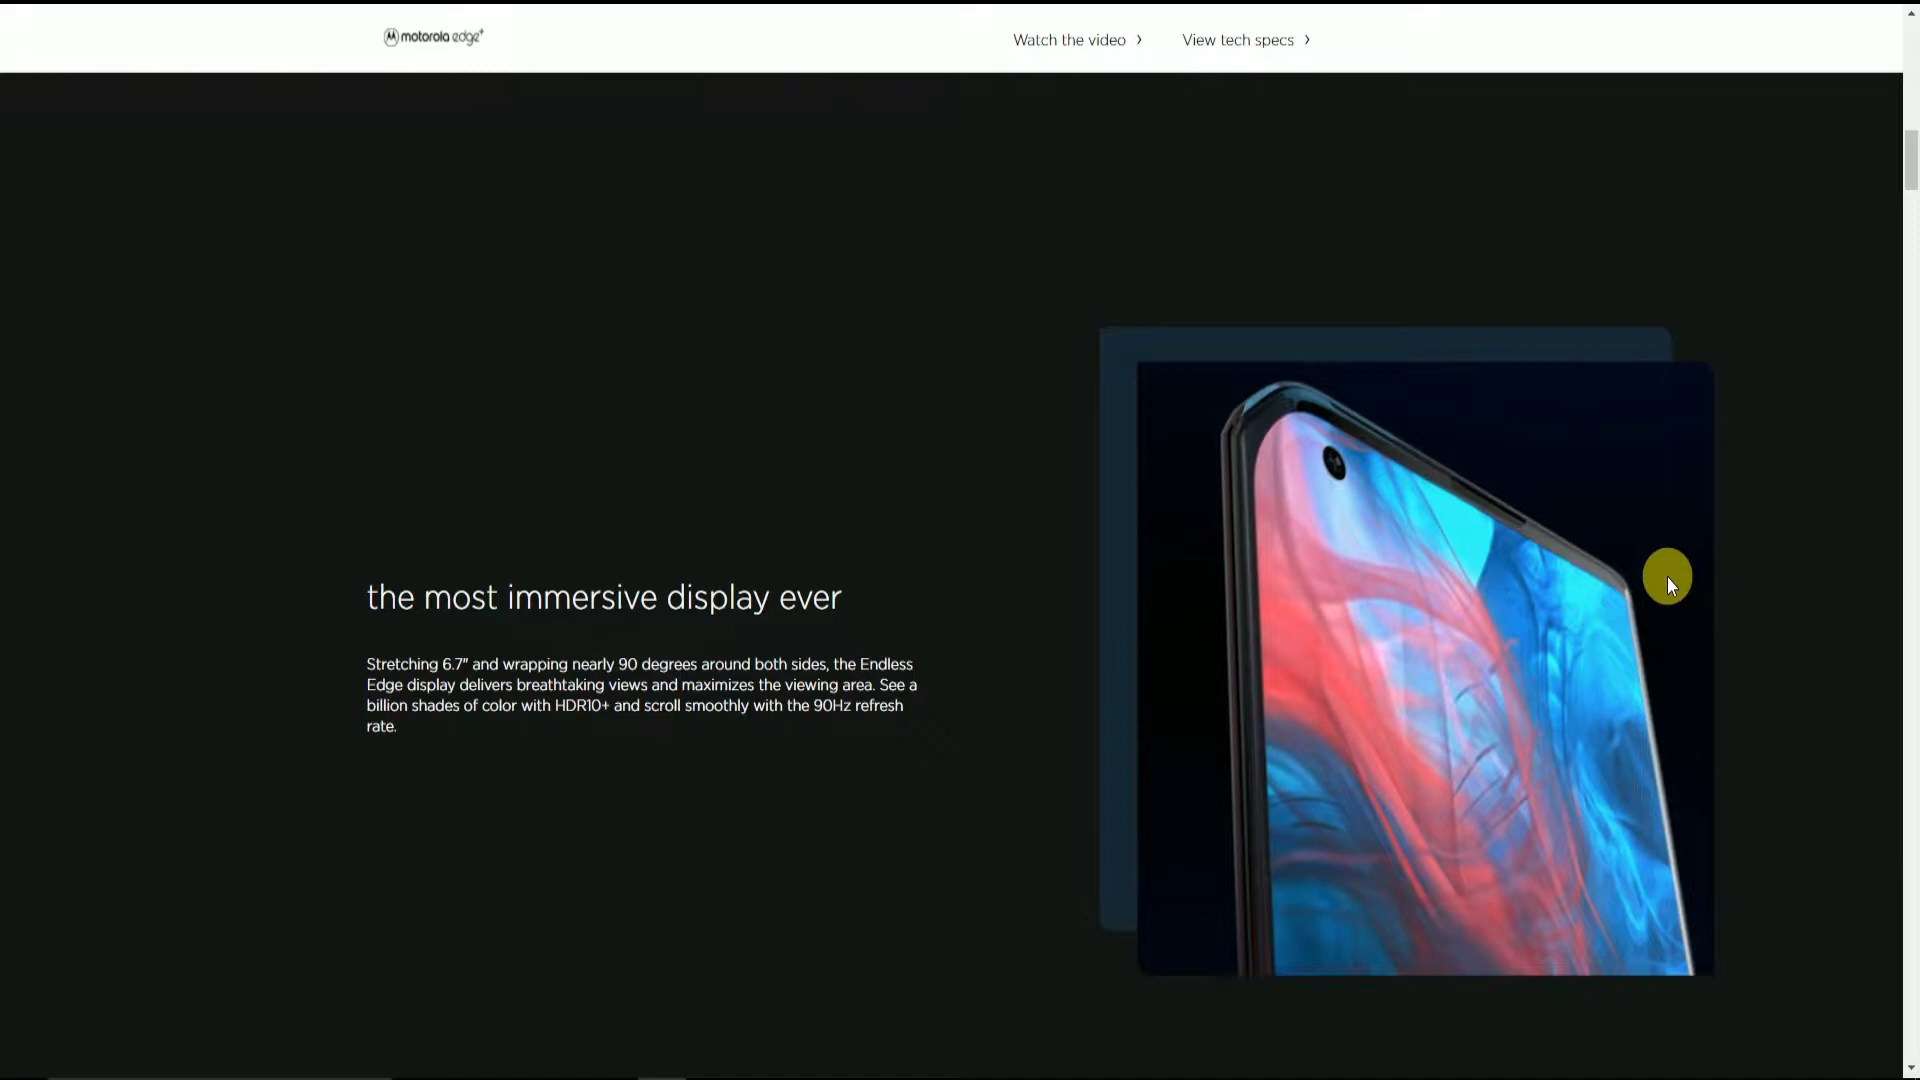 motorola edge+
Watch the video
View tech specs
the most immersive display ever
Stretching 6.7" and wrapping nearly 90 degrees around both sides, the Endless
Edge display delivers breathtaking views and maximizes the viewing area. See a
billion shades of color with HDR10+ and scroll smoothly with the 90Hz refresh
rate.